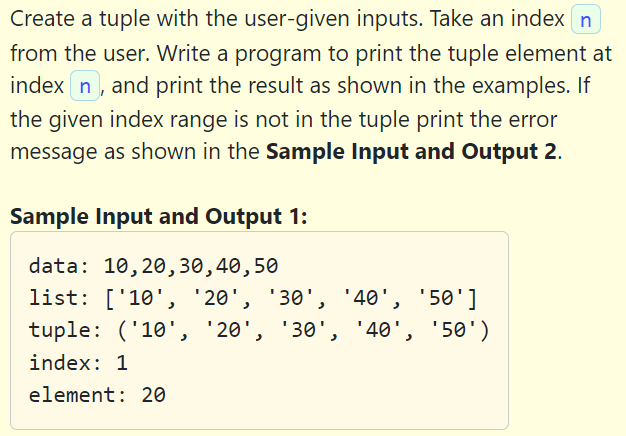 Create a tuple with the user-given inputs. Take an index n
from the user. Write a program to print the tuple element at
index n, and print the result as shown in the examples. If
the given index range is not in the tuple print the error
message as shown in the Sample Input and Output 2.
Sample Input and Output 1:
data: 10,20,30,40,50
list: ['10', '20', '30', '40', '50']
tuple: ('10', '20', '30', '40', '50')
index: 1
element: 20